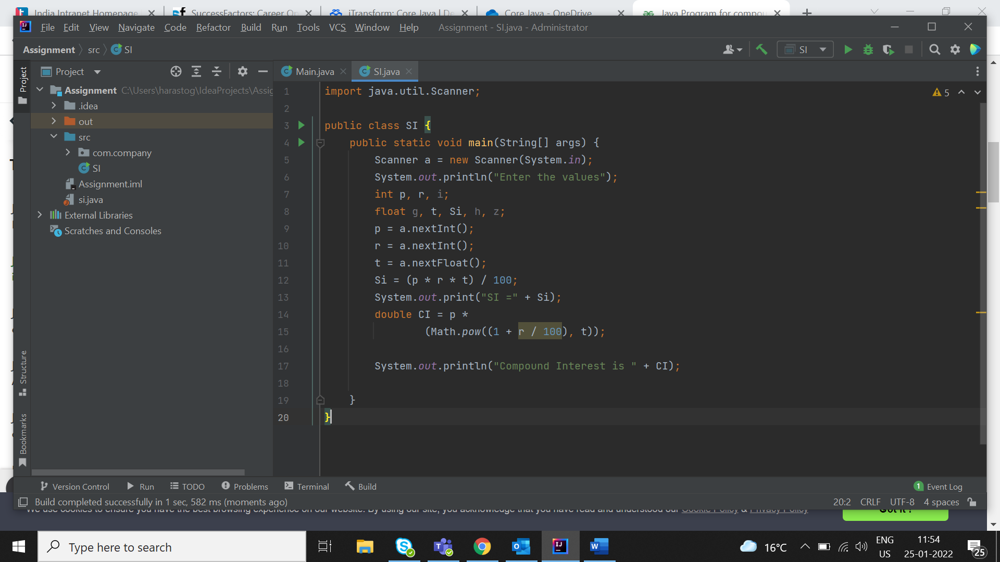 India Intranet Homepage
SuccessFactors: Career Op
iTransform: Core Java | De
Core Java - OneDrive
Java Program for compou
File Edit View Navigate Code Refactor Build Run Tools VCS Window Help Assignment - SI.java - Administrator
Assignment src SI
SI
Project
Main.java
SI.java
Project
Assignment C:\Users\harastog\IdeaProjects\Assig
.idea
out
src
com.company
SI
Assignment.iml
si.java
External Libraries
Scratches and Consoles
5
1 import java.util.Scanner;
2
3 public class SI {
4 public static void main(String[] args) {
5 Scanner a = new Scanner(System.in);
6 System.out.println("Enter the values");
7 int p, r, i;
8 float g, t, Si, h, z;
9 p = a.nextInt();
10 r = a.nextInt();
11 t = a.nextFloat();
12 Si = (p * r * t) / 100;
13 System.out.print("SI =" + Si);
14 double CI = p *
15 (Math.pow((1 + r / 100), t));
16
17 System.out.println("Compound Interest is " + CI);
18
19 }
20 }
Structure
Bookmarks
Version Control Run TODO Problems Terminal Build
1 Event Log
Build completed successfully in 1 sec, 582 ms (moments ago)
20:2 CRLF UTF-8 4 spaces
We use cookies to ensure you have the best browsing experience on our website. By using our site, you acknowledge that you have read and understood our Cookie Policy & Privacy Policy
Got It !
Type here to search
16°C
ENG
US
11:54
25-01-2022
25